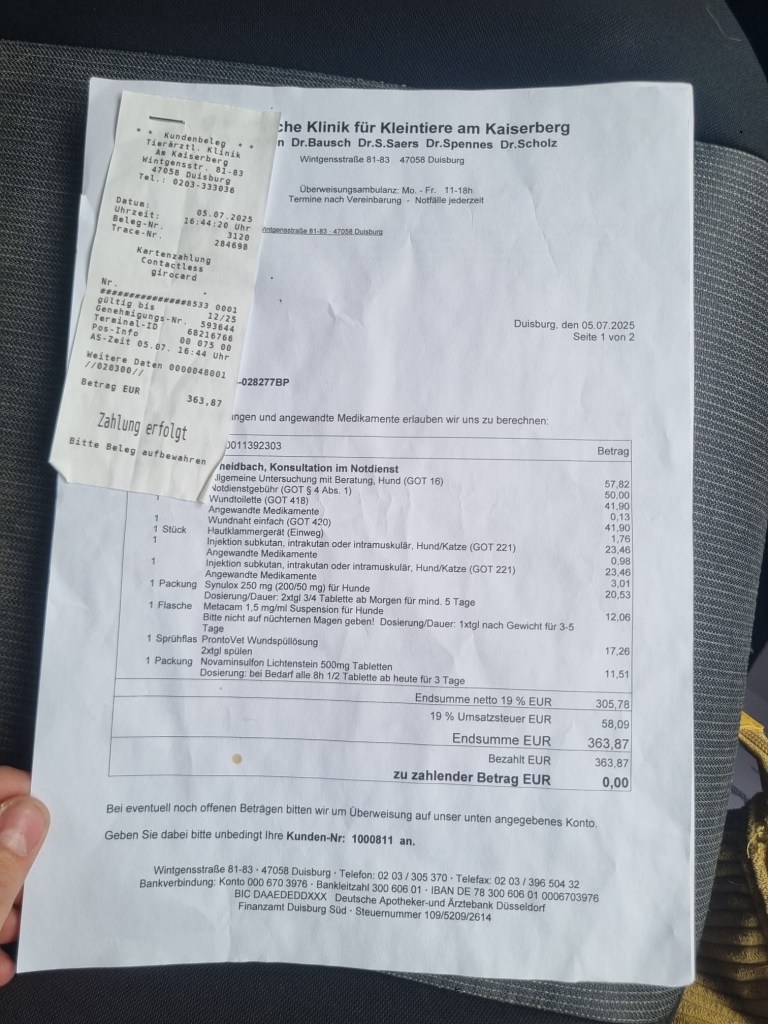 * * Kundenbeleg * *
Tierärztl. Klinik
Am Kaiserberg
Wintgensstr. 81-83
47058 Duisburg
Tel.: 0203-333036
Datum: 05.07.2025
Uhrzeit: 16:44:20 Uhr
Beleg-Nr. 3120
Trace-Nr. 284698
Kartenzahlung
Contactless
girocard
Nr.
###############8533 0001
gültig bis 12/25
Genehmigungs-Nr. 593644
Terminal-ID 68216766
Pos-Info 00 075 00
AS-Zeit 05.07. 16:44 Uhr
Weitere Daten 0000048001
//028300//
Betrag EUR 363,87
Zahlung erfolgt
Bitte Beleg aufbewahren
che Klinik für Kleintiere am Kaiserberg
n Dr.Bausch Dr.S.Saers Dr.Spennes Dr.Scholz
Wintgensstraße 81-83 47058 Duisburg
Überweisungsambulanz: Mo. - Fr. 11-18h
Termine nach Vereinbarung - Notfälle jederzeit
Wintgensstraße 81-83 · 47058 Duisburg
Duisburg, den 05.07.2025
Seite 1 von 2
-028277BP
ungen und angewandte Medikamente erlauben wir uns zu berechnen:
0011392303 Betrag
neidbach, Konsultation im Notdienst
llgemeine Untersuchung mit Beratung, Hund (GOT 16) 57,82
Notdienstgebühr (GOT § 4 Abs. 1) 50,00
1 Wundtoilette (GOT 418) 41,90
Angewandte Medikamente 0,13
1 Wundnaht einfach (GOT 420) 41,90
1 Stück Hautklammergerät (Einweg) 1,76
1 Injektion subkutan, intrakutan oder intramuskulär, Hund/Katze (GOT 221) 23,46
Angewandte Medikamente 0,98
1 Injektion subkutan, intrakutan oder intramuskulär, Hund/Katze (GOT 221) 23,46
Angewandte Medikamente 3,01
1 Packung Synulox 250 mg (200/50 mg) für Hunde 20,53
Dosierung/Dauer: 2xtgl 3/4 Tablette ab Morgen für mind. 5 Tage
1 Flasche Metacam 1,5 mg/ml Suspension für Hunde 12,06
Bitte nicht auf nüchternen Magen geben! Dosierung/Dauer: 1xtgl nach Gewicht für 3-5
Tage
1 Sprühflas ProntoVet Wundspüllösung 17,26
2xtgl spülen
1 Packung Novaminsulfon Lichtenstein 500mg Tabletten 11,51
Dosierung: bei Bedarf alle 8h 1/2 Tablette ab heute für 3 Tage
Endsumme netto 19 % EUR 305,78
19 % Umsatzsteuer EUR 58,09
Endsumme EUR 363,87
Bezahlt EUR 363,87
zu zahlender Betrag EUR 0,00
Bei eventuell noch offenen Beträgen bitten wir um Überweisung auf unser unten angegebenes Konto.
Geben Sie dabei bitte unbedingt Ihre Kunden-Nr: 1000811 an.
Wintgensstraße 81-83 · 47058 Duisburg · Telefon: 02 03 / 305 370 · Telefax: 02 03 / 396 504 32
Bankverbindung: Konto 000 670 3976 · Bankleitzahl 300 606 01 · IBAN DE 78 300 606 01 0006703976
BIC DAAEDEDDXXX Deutsche Apotheker-und Ärztebank Düsseldorf
Finanzamt Duisburg Süd · Steuernummer 109/5209/2614